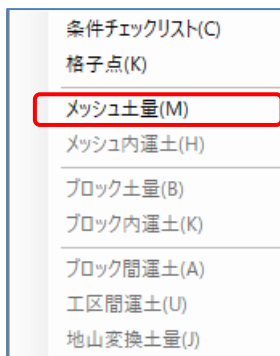 条件チェックリスト(C)
格子点(K)
メッシュ土量(M)
メッシュ内運土(H)
ブロック土量(B)
ブロック内運土(K)
ブロック間運土(A)
工区間運土(U)
地山変換土量(J)